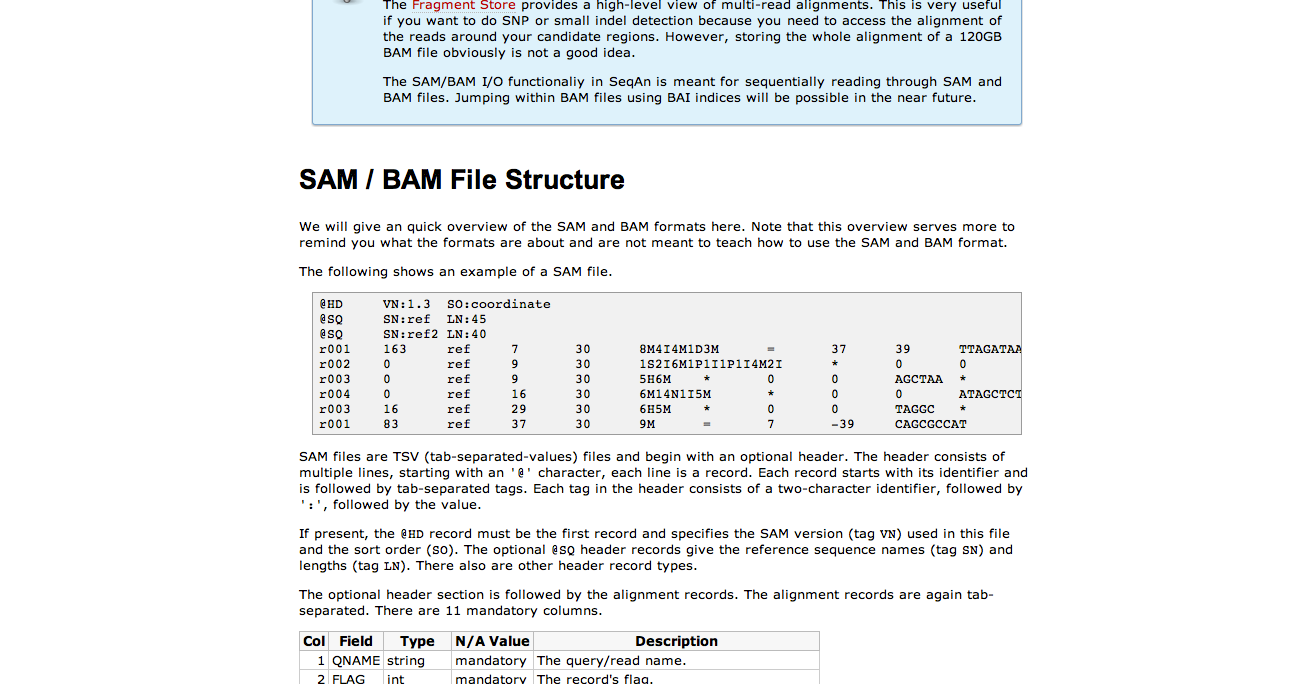 The Fragment Store provides a high-level view of multi-read alignments. This is very useful
if you want to do SNP or small indel detection because you need to access the alignment of
the reads around your candidate regions. However, storing the whole alignment of a 120GB
BAM file obviously is not a good idea.
The SAM/BAM I/O functionaliy in SeqAn is meant for sequentially reading through SAM and
BAM files. Jumping within BAM files using BAI indices will be possible in the near future.
SAM / BAM File Structure
We will give an quick overview of the SAM and BAM formats here. Note that this overview serves more to
remind you what the formats are about and are not meant to teach how to use the SAM and BAM format.
The following shows an example of a SAM file.
@HD VN:1.3 SO:coordinate
@SQ SN:ref LN:45
@SQ SN:ref2 LN:40
r001 163 ref 7 30 8M4I4M1D3M = 37 39 TTAGATAA
r002 0 ref 9 30 1S2I6M1P1I1P1I4M2I * 0 0
r003 0 ref 9 30 5H6M * 0 0 AGCTAA *
r004 0 ref 16 30 6M14N1I5M * 0 0 ATAGCTCT
r003 16 ref 29 30 6H5M * 0 0 TAGGC *
r001 83 ref 37 30 9M = 7 -39 CAGCGCCAT
SAM files are TSV (tab-separated-values) files and begin with an optional header. The header consists of
multiple lines, starting with an '@' character, each line is a record. Each record starts with its identifier and
is followed by tab-separated tags. Each tag in the header consists of a two-character identifier, followed by
':', followed by the value.
If present, the @HD record must be the first record and specifies the SAM version (tag VN) used in this file
and the sort order (SO). The optional @SQ header records give the reference sequence names (tag SN) and
lengths (tag LN). There also are other header record types.
The optional header section is followed by the alignment records. The alignment records are again tab-
separated. There are 11 mandatory columns.
Col Field Type N/A Value Description
1 QNAME string mandatory The query/read name.
2 FLAG int mandatory The record's flag.